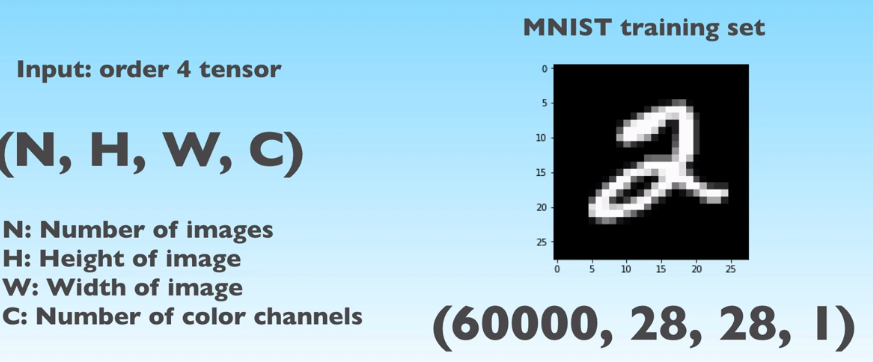 MNIST training set
Input: order 4 tensor
(N, H, W, C)
N: Number of images
H: Height of image
W: Width of image
C: Number of color channels
0
5
10
15
20
25
0 5 10 15 20 25
(60000, 28, 28, 1)